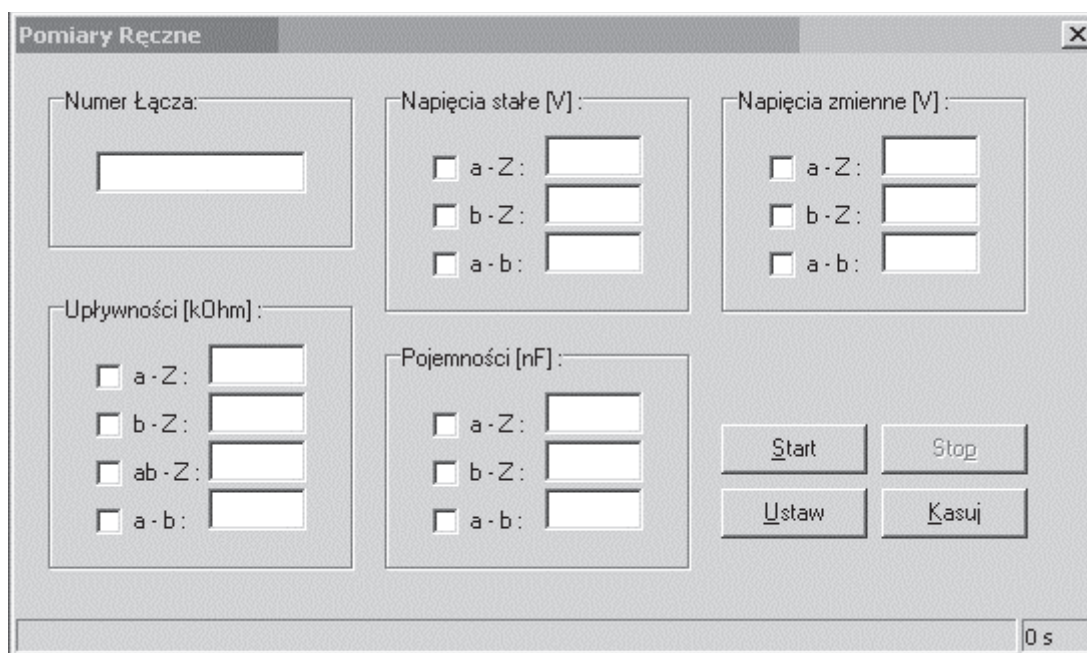 Pomiary Ręczne
Numer Łącza:
Napięcia stałe [V] :
a - Z :
b - Z :
a - b :
Napięcia zmienne [V] :
a - Z :
b - Z :
a - b :
Upływności [kOhm] :
a - Z :
b - Z :
ab - Z :
a - b :
Pojemności [nF] :
a - Z :
b - Z :
a - b :
Start
Stop
Ustaw
Kasuj
0 s